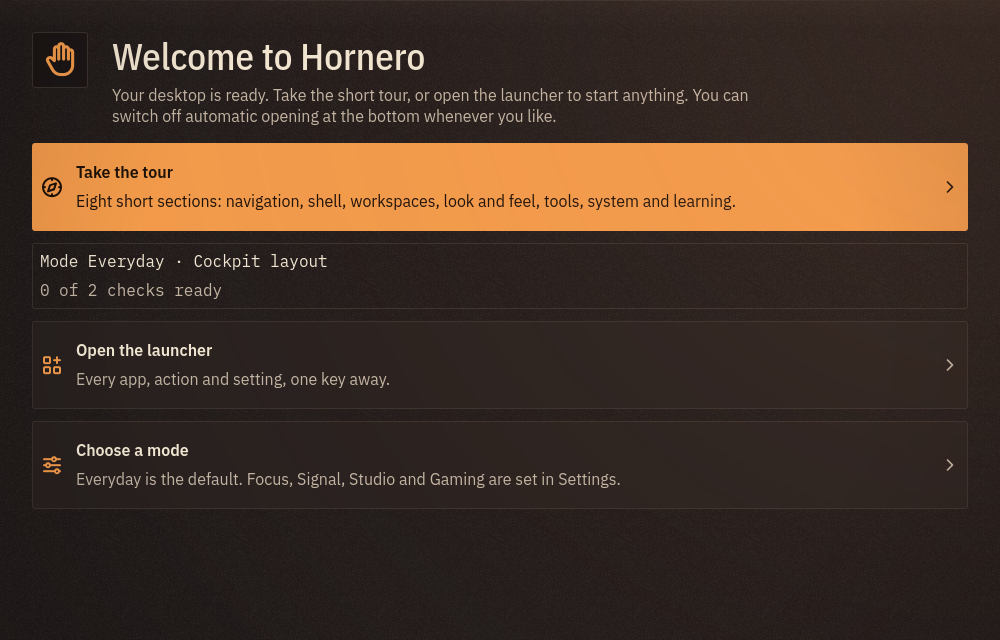 Welcome to Hornero
Your desktop is ready. Take the short tour, or open the launcher to start anything. You can
switch off automatic opening at the bottom whenever you like.
Take the tour
Eight short sections: navigation, shell, workspaces, look and feel, tools, system and learning.
Mode Everyday · Cockpit layout
0 of 2 checks ready
Open the launcher
Every app, action and setting, one key away.
Choose a mode
Everyday is the default. Focus, Signal, Studio and Gaming are set in Settings.